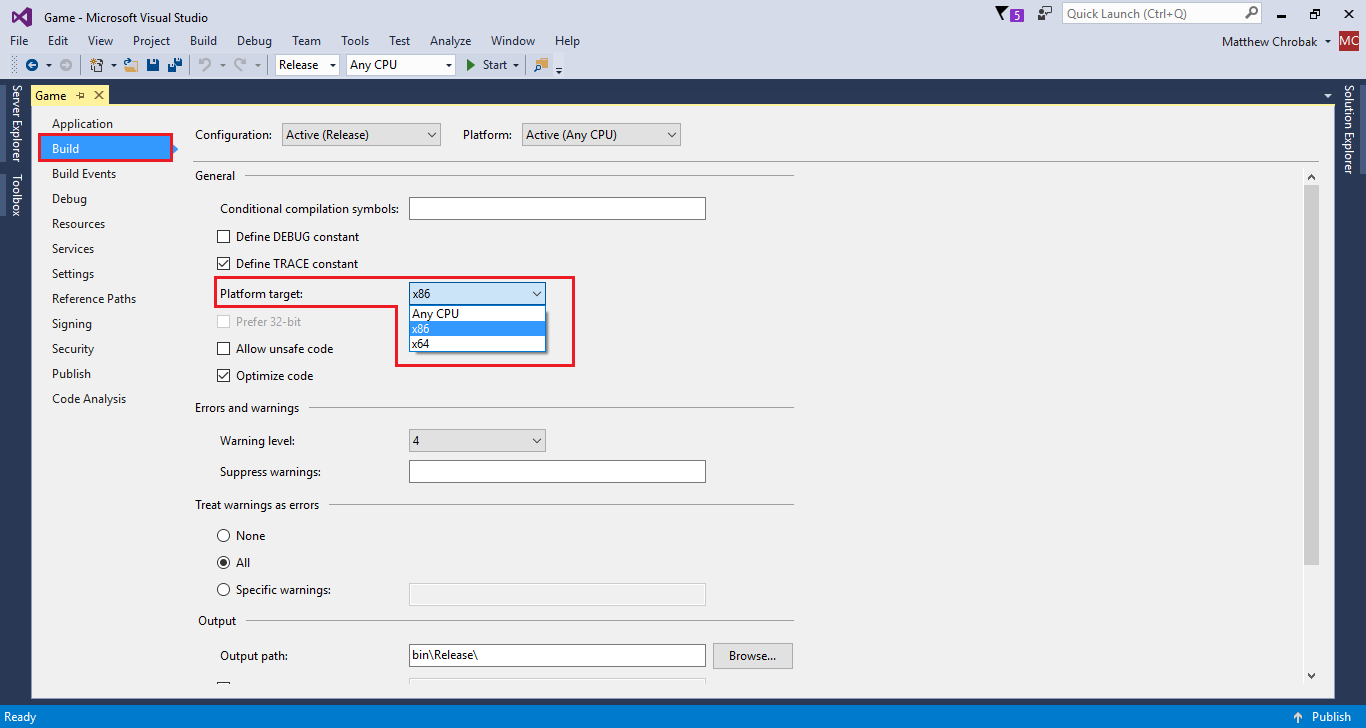 Game - Microsoft Visual Studio
5
Quick Launch (Ctrl+Q)
File Edit View Project Build Debug Team Tools Test Analyze Window Help
Matthew Chrobak MC
Release Any CPU Start
Server Explorer
Toolbox
Game
Solution Explorer
Application
Build
Build Events
Debug
Resources
Services
Settings
Reference Paths
Signing
Security
Publish
Code Analysis
Configuration: Active (Release) Platform: Active (Any CPU)
General
Conditional compilation symbols:
Define DEBUG constant
Define TRACE constant
Platform target: x86
Any CPU
x86
x64
Prefer 32-bit
Allow unsafe code
Optimize code
Errors and warnings
Warning level: 4
Suppress warnings:
Treat warnings as errors
None
All
Specific warnings:
Output
Output path: bin\Release\ Browse...
Ready Publish